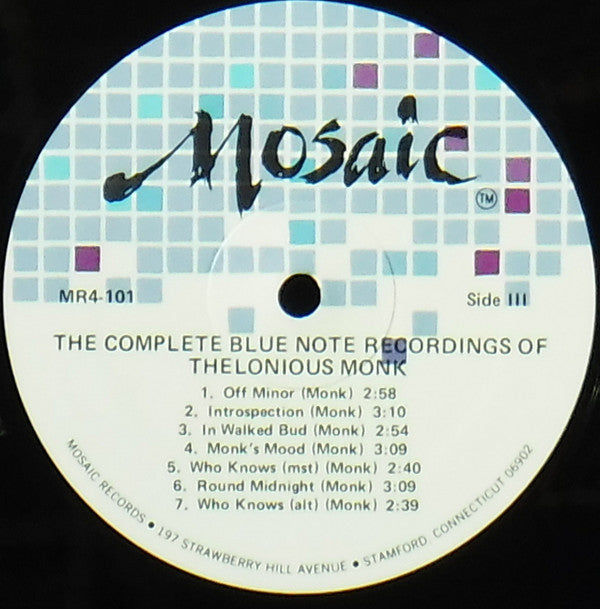 Mosaic
TM
MR4-101
Side III
THE COMPLETE BLUE NOTE RECORDINGS OF
THELONIOUS MONK
1. Off Minor (Monk) 2:58
2. Introspection (Monk) 3:10
3. In Walked Bud (Monk) 2:54
4. Monk's Mood (Monk) 3:09
5. Who Knows (mst) (Monk) 2:40
6. Round Midnight (Monk) 3:09
7. Who Knows (alt) (Monk) 2:39
MOSAIC RECORDS • 197 STRAWBERRY HILL AVENUE • STAMFORD, CONNECTICUT 06902